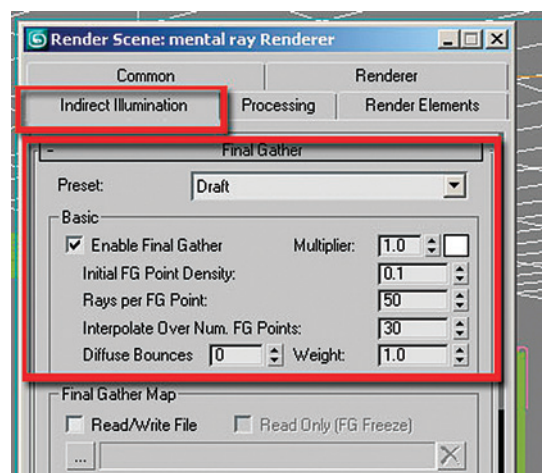 Render Scene: mental ray Renderer
Common Renderer
Indirect Illumination Processing Render Elements
- Final Gather
Preset: Draft
Basic
Enable Final Gather Multiplier: 1.0
Initial FG Point Density: 0.1
Rays per FG Point: 50
Interpolate Over Num. FG Points: 30
Diffuse Bounces 0 Weight: 1.0
Final Gather Map
Read/Write File Read Only (FG Freeze)
...